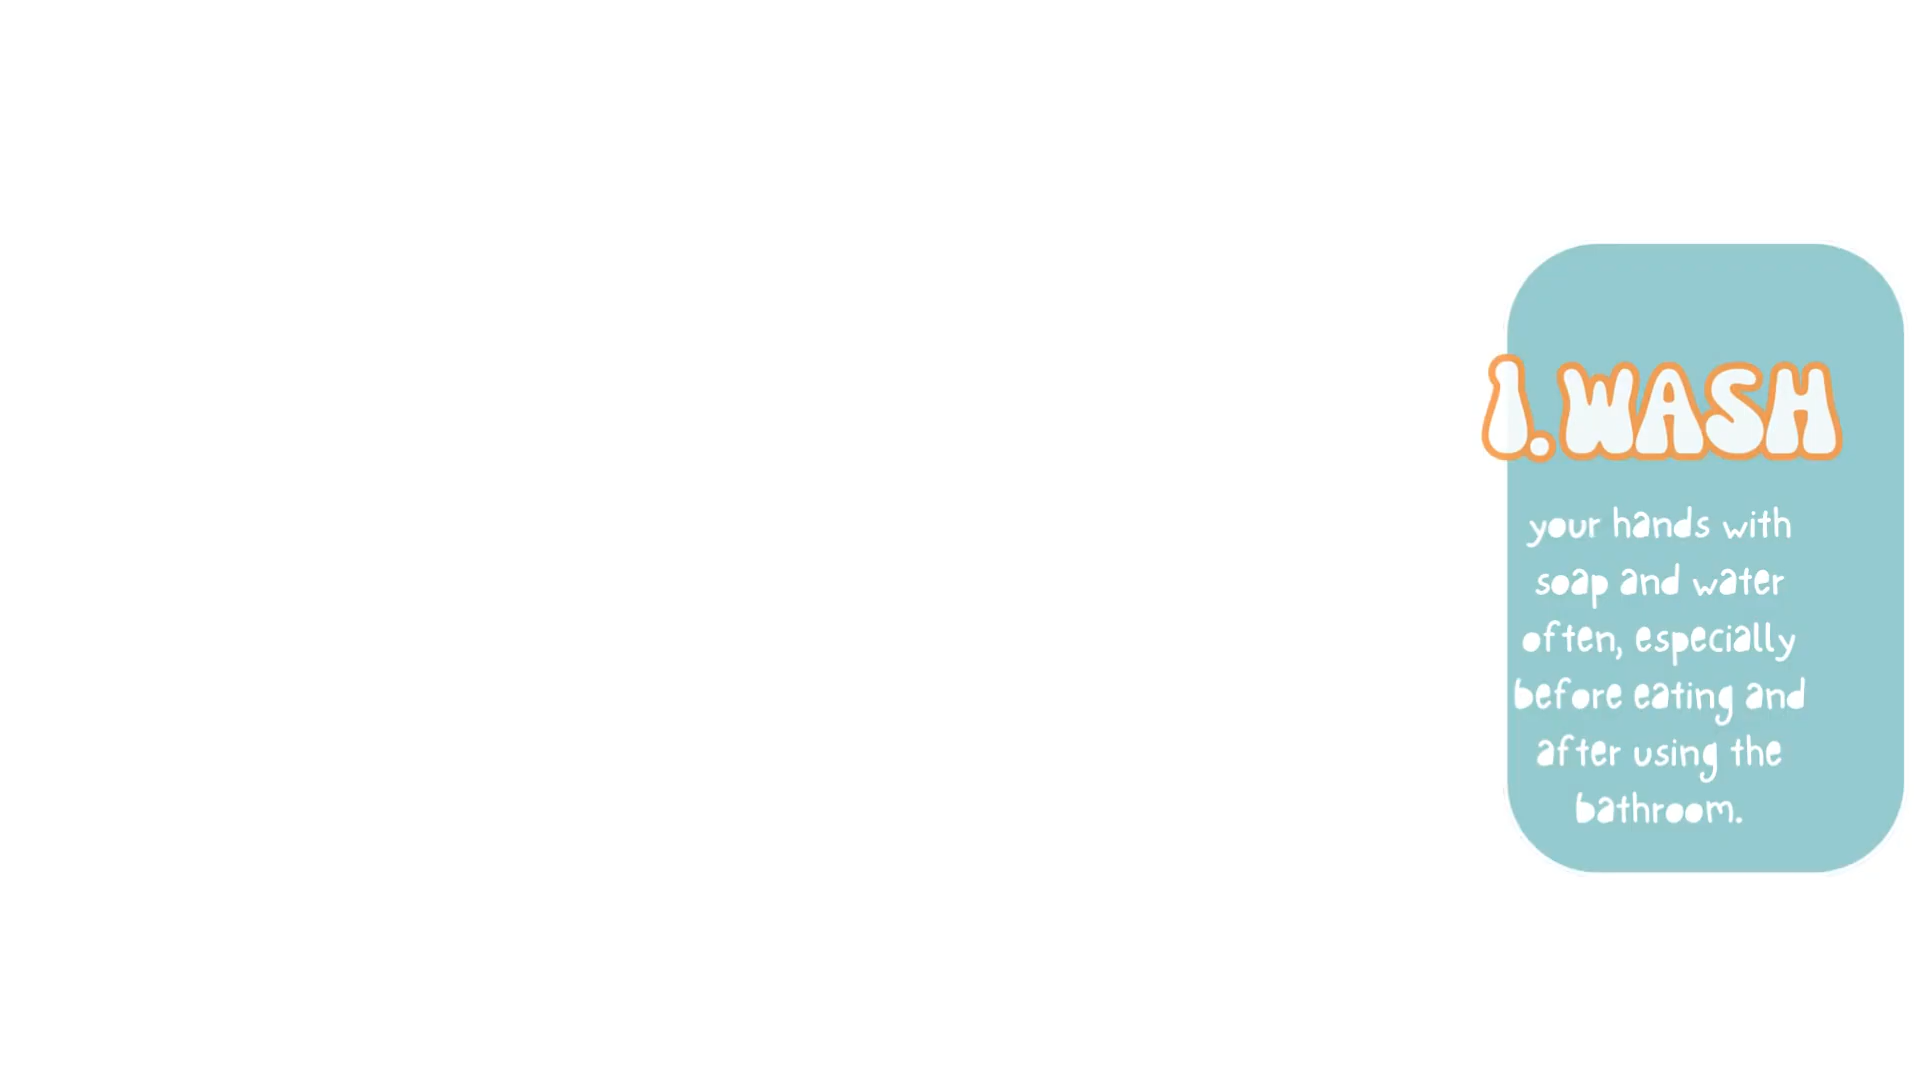 1.WASH
your hands with
soap and water
often, especially
before eating and
after using the
bathroom.